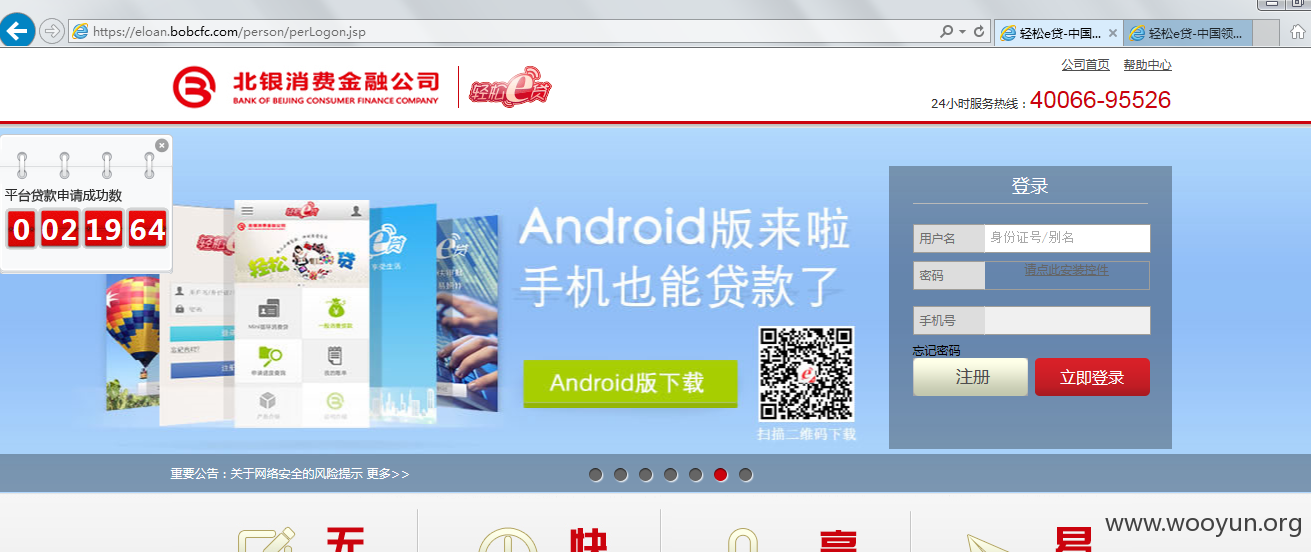 https://eloan.bobcfc.com/person/perLogon.jsp
轻松e贷-中国...
轻松e贷-中国领...
公司首页 帮助中心
北银消费金融公司
BANK OF BEIJING CONSUMER FINANCE COMPANY
轻松e贷
24小时服务热线：40066-95526
平台贷款申请成功数
0 02 19 64
Android版来啦
手机也能贷款了
Android版下载
扫描二维码下载
登录
用户名 身份证号/别名
密码 请点此安装控件
手机号
忘记密码
注册 立即登录
重要公告：关于网络安全的风险提示 更多>>
无 快 高 易
www.wooyun.org